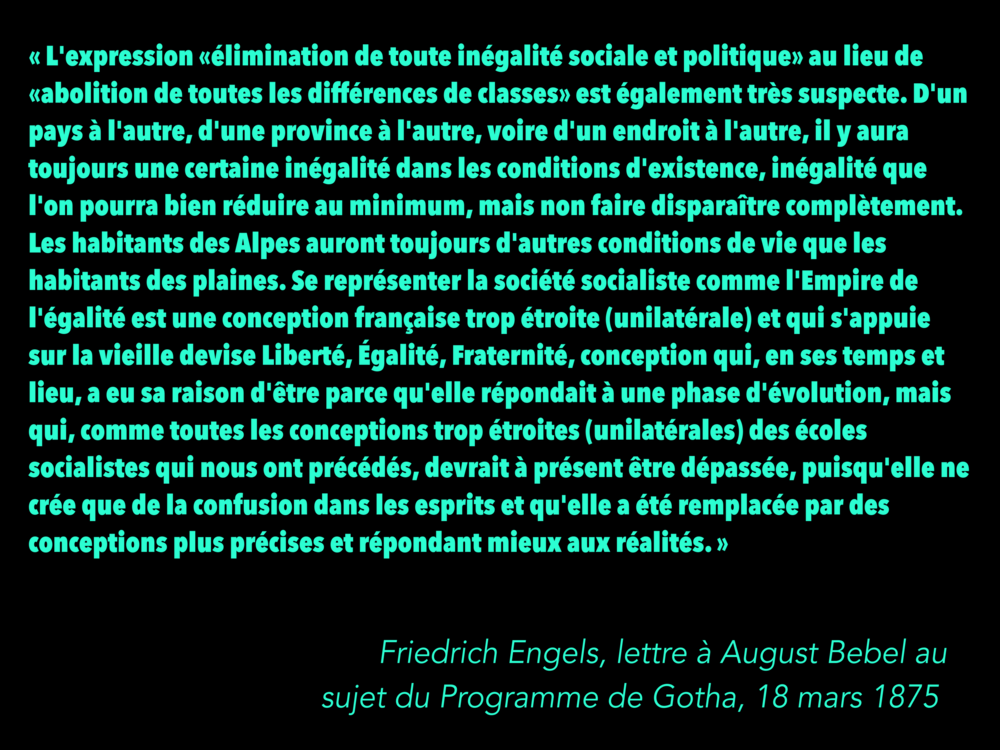 « L'expression «élimination de toute inégalité sociale et politique» au lieu de
«abolition de toutes les différences de classes» est également très suspecte. D'un
pays à l'autre, d'une province à l'autre, voire d'un endroit à l'autre, il y aura
toujours une certaine inégalité dans les conditions d'existence, inégalité que
l'on pourra bien réduire au minimum, mais non faire disparaître complètement.
Les habitants des Alpes auront toujours d'autres conditions de vie que les
habitants des plaines. Se représenter la société socialiste comme l'Empire de
l'égalité est une conception française trop étroite (unilatérale) et qui s'appuie
sur la vieille devise Liberté, Égalité, Fraternité, conception qui, en ses temps et
lieu, a eu sa raison d'être parce qu'elle répondait à une phase d'évolution, mais
qui, comme toutes les conceptions trop étroites (unilatérales) des écoles
socialistes qui nous ont précédés, devrait à présent être dépassée, puisqu'elle ne
crée que de la confusion dans les esprits et qu'elle a été remplacée par des
conceptions plus précises et répondant mieux aux réalités. »
Friedrich Engels, lettre à August Bebel au
sujet du Programme de Gotha, 18 mars 1875